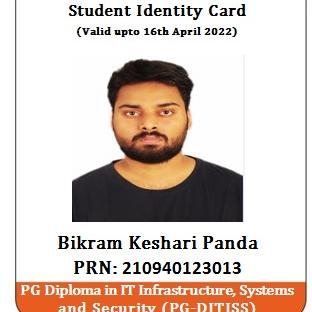 Student Identity Card
(Valid upto 16th April 2022)
Bikram Keshari Panda
PRN: 210940123013
PG Diploma in IT Infrastructure, Systems
and Security (PG-DITISS)